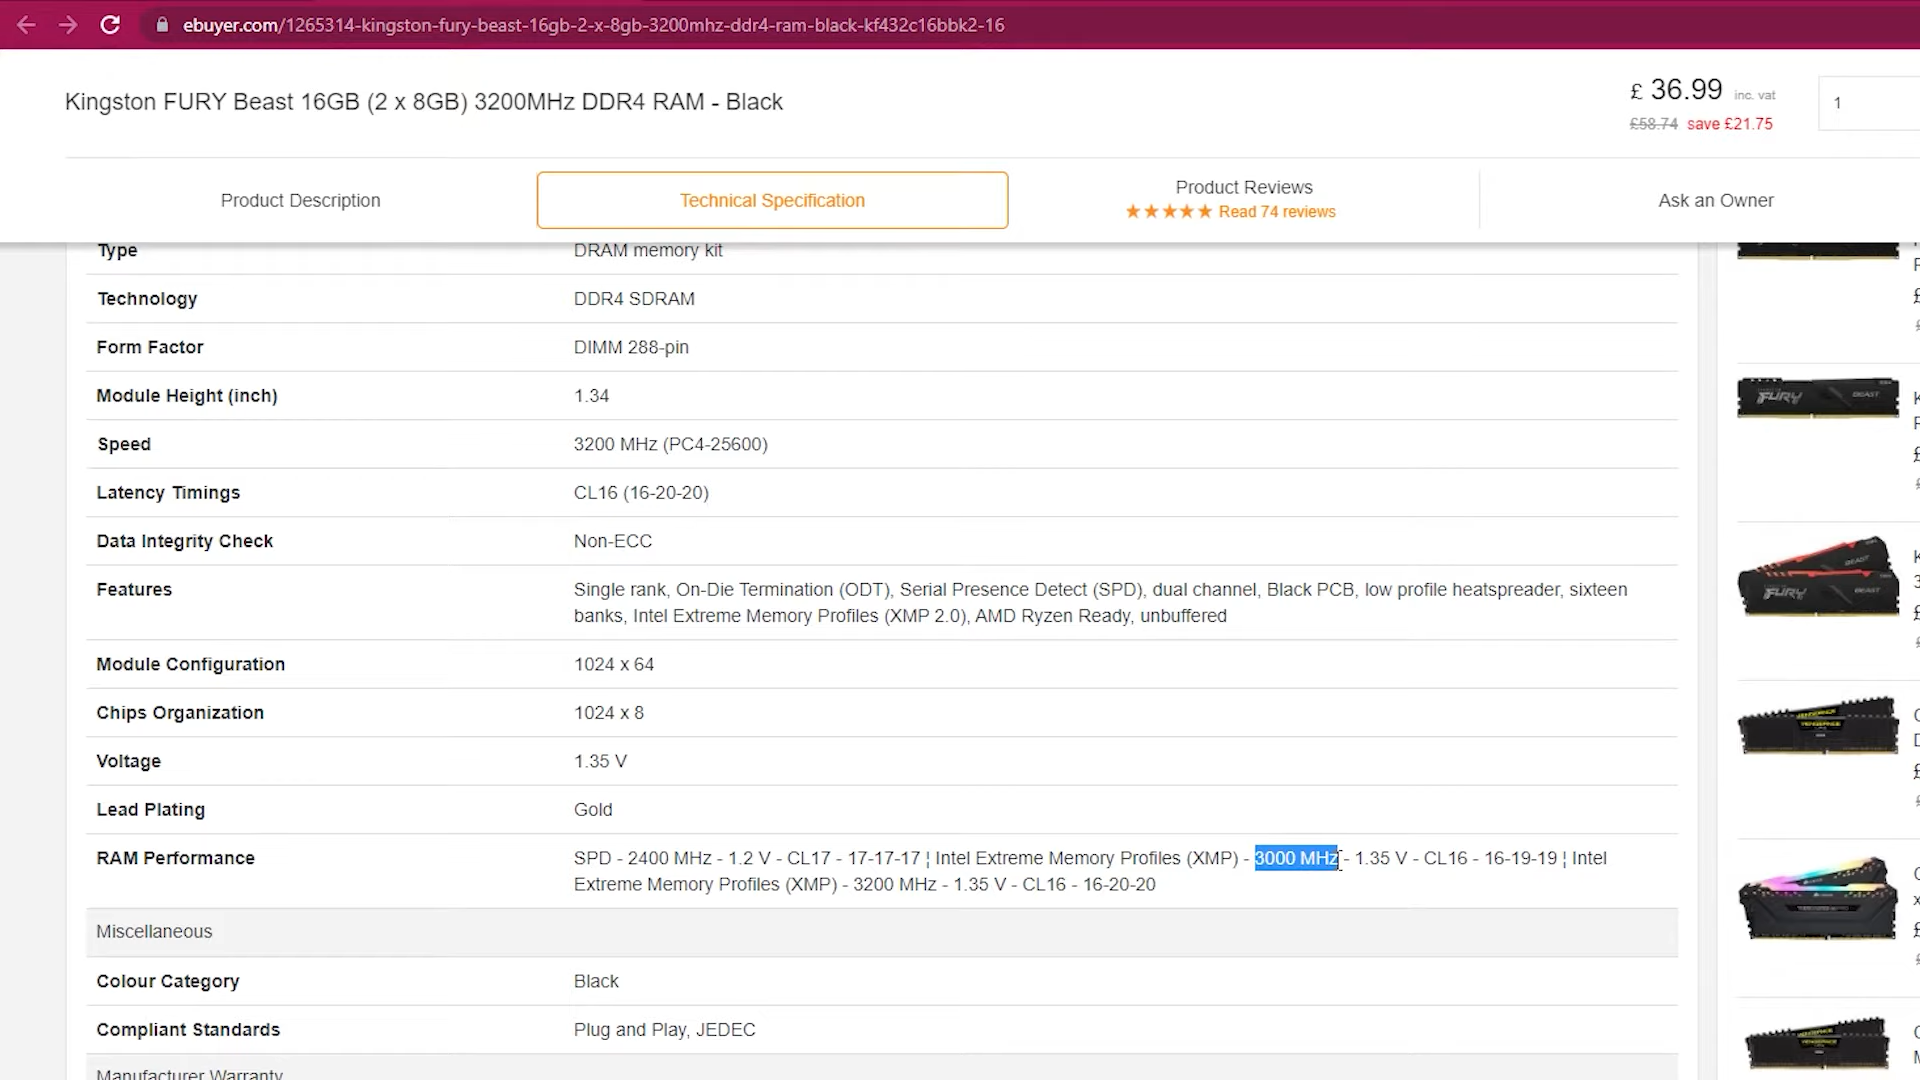 ebuyer.com/1265314-kingston-fury-beast-16gb-2-x-8gb-3200mhz-ddr4-ram-black-kf432c16bbk2-16
Kingston FURY Beast 16GB (2 x 8GB) 3200MHz DDR4 RAM - Black
£ 36.99 inc. vat
1
£58.74 save £21.75
Product Description
Technical Specification
Product Reviews
★★★★★ Read 74 reviews
Ask an Owner
Type DRAM memory kit
Technology DDR4 SDRAM
Form Factor DIMM 288-pin
Module Height (inch) 1.34
Speed 3200 MHz (PC4-25600)
Latency Timings CL16 (16-20-20)
Data Integrity Check Non-ECC
Features Single rank, On-Die Termination (ODT), Serial Presence Detect (SPD), dual channel, Black PCB, low profile heatspreader, sixteen
banks, Intel Extreme Memory Profiles (XMP 2.0), AMD Ryzen Ready, unbuffered
Module Configuration 1024 x 64
Chips Organization 1024 x 8
Voltage 1.35 V
Lead Plating Gold
RAM Performance SPD - 2400 MHz - 1.2 V - CL17 - 17-17-17 ¦ Intel Extreme Memory Profiles (XMP) - 3000 MHz - 1.35 V - CL16 - 16-19-19 ¦ Intel
Extreme Memory Profiles (XMP) - 3200 MHz - 1.35 V - CL16 - 16-20-20
Miscellaneous
Colour Category Black
Compliant Standards Plug and Play, JEDEC
Manufacturer Warranty
FURY BEAST
FURY BEAST
VENGEANCE